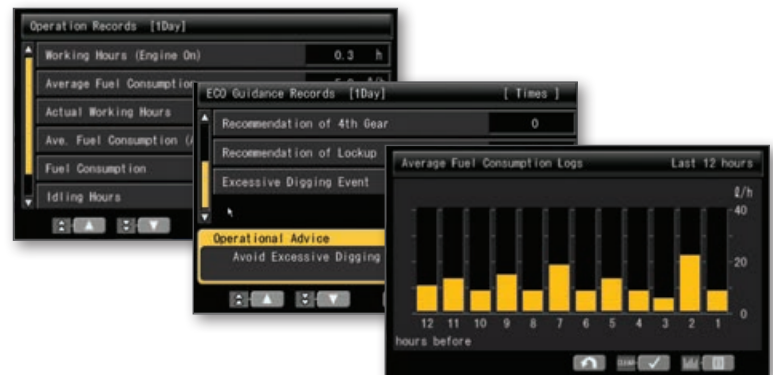 Operation Records [1Day]
Working Hours (Engine On) 0.3 h
Average Fuel Consumption
Actual Working Hours
Ave. Fuel Consumption
Fuel Consumption
Idling Hours
ECO Guidance Records [1Day] [ Times ]
Recommendation of 4th Gear 0
Recommendation of Lockup
Excessive Digging Event
Operational Advice
Avoid Excessive Digging
Average Fuel Consumption Logs Last 12 hours
ℓ/h
40
20
0
12 11 10 9 8 7 6 5 4 3 2 1
hours before
CLEAR